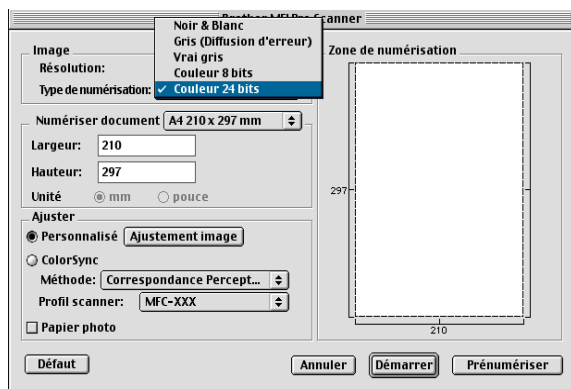 Scanner
Noir & Blanc
Gris (Diffusion d'erreur)
Vrai gris
Couleur 8 bits
✓ Couleur 24 bits
Image
Résolution:
Type de numérisation:
Numériser document A4 210 x 297 mm
Largeur: 210
Hauteur: 297
Unité mm pouce
Ajuster
Personnalisé Ajustement image
ColorSync
Méthode: Correspondance Percept...
Profil scanner: MFC-XXX
Papier photo
Zone de numérisation
297
210
Défaut Annuler Démarrer Prénumériser